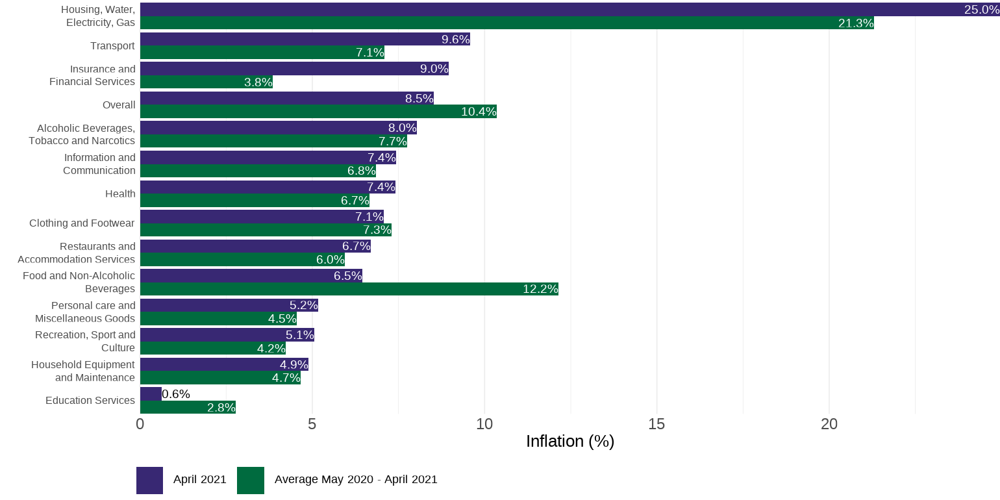 Housing, Water,
Electricity, Gas
25.0%
21.3%
Transport
9.6%
7.1%
Insurance and
Financial Services
9.0%
3.8%
Overall
8.5%
10.4%
Alcoholic Beverages,
Tobacco and Narcotics
8.0%
7.7%
Information and
Communication
7.4%
6.8%
Health
7.4%
6.7%
Clothing and Footwear
7.1%
7.3%
Restaurants and
Accommodation Services
6.7%
6.0%
Food and Non-Alcoholic
Beverages
6.5%
12.2%
Personal care and
Miscellaneous Goods
5.2%
4.5%
Recreation, Sport and
Culture
5.1%
4.2%
Household Equipment
and Maintenance
4.9%
4.7%
Education Services
0.6%
2.8%
0 5 10 15 20
Inflation (%)
April 2021 Average May 2020 - April 2021